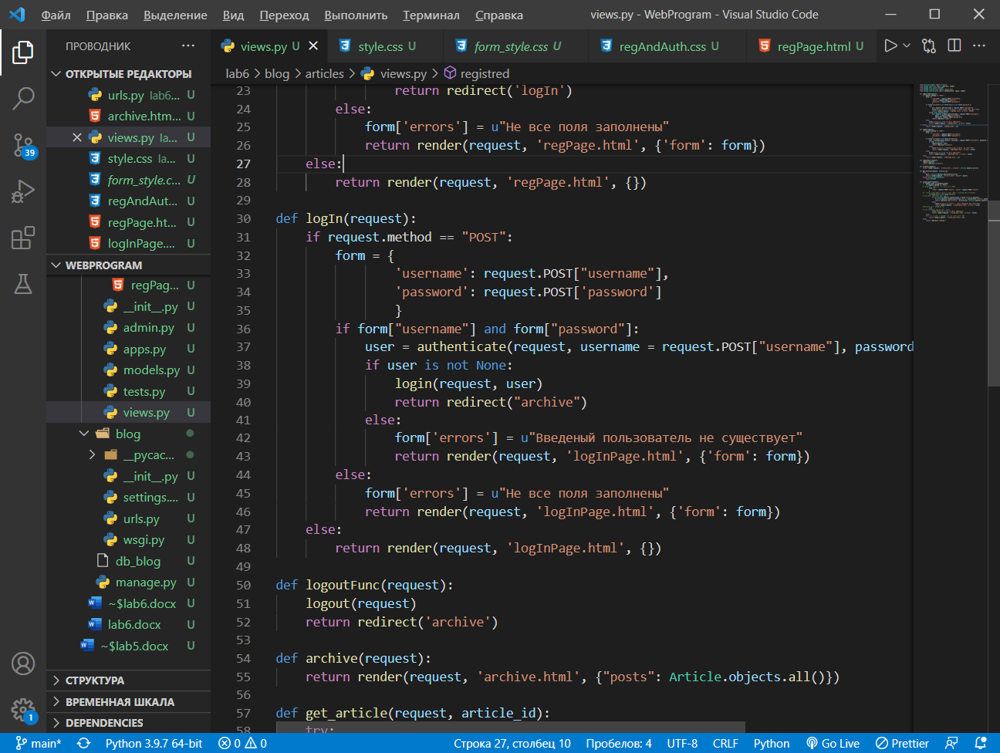 Файл Правка Выделение Вид Переход Выполнить Терминал Справка views.py - WebProgram - Visual Studio Code
ПРОВОДНИК ···
ОТКРЫТЫЕ РЕДАКТОРЫ
urls.py lab6... U
archive.htm... U
views.py la... U
style.css la... U
form_style.c... U
regAndAut... U
regPage.ht... U
logInPage.... U
WEBPROGRAM
regPag... U
__init__.py U
admin.py U
apps.py U
models.py U
tests.py U
views.py U
blog
__pycac...
__init__.py U
settings.... U
urls.py U
wsgi.py U
db_blog U
manage.py U
~$lab6.docx U
lab6.docx U
~$lab5.docx U
СТРУКТУРА
ВРЕМЕННАЯ ШКАЛА
DEPENDENCIES
39
1
views.py U style.css U form_style.css U regAndAuth.css U regPage.html U
lab6 > blog > articles > views.py > registred
23 return redirect('logIn')
24 else:
25 form['errors'] = u"Не все поля заполнены"
26 return render(request, 'regPage.html', {'form': form})
27 else:
28 return render(request, 'regPage.html', {})
29
30 def logIn(request):
31 if request.method == "POST":
32 form = {
33 'username': request.POST["username"],
34 'password': request.POST['password']
35 }
36 if form["username"] and form["password"]:
37 user = authenticate(request, username = request.POST["username"], password
38 if user is not None:
39 login(request, user)
40 return redirect("archive")
41 else:
42 form['errors'] = u"Введеный пользователь не существует"
43 return render(request, 'logInPage.html', {'form': form})
44 else:
45 form['errors'] = u"Не все поля заполнены"
46 return render(request, 'logInPage.html', {'form': form})
47 else:
48 return render(request, 'logInPage.html', {})
49
50 def logoutFunc(request):
51 logout(request)
52 return redirect('archive')
53
54 def archive(request):
55 return render(request, 'archive.html', {"posts": Article.objects.all()})
56
57 def get_article(request, article_id):
58 try:
main* Python 3.9.7 64-bit 0 0 Строка 27, столбец 10 Пробелов: 4 UTF-8 CRLF Python Go Live Prettier